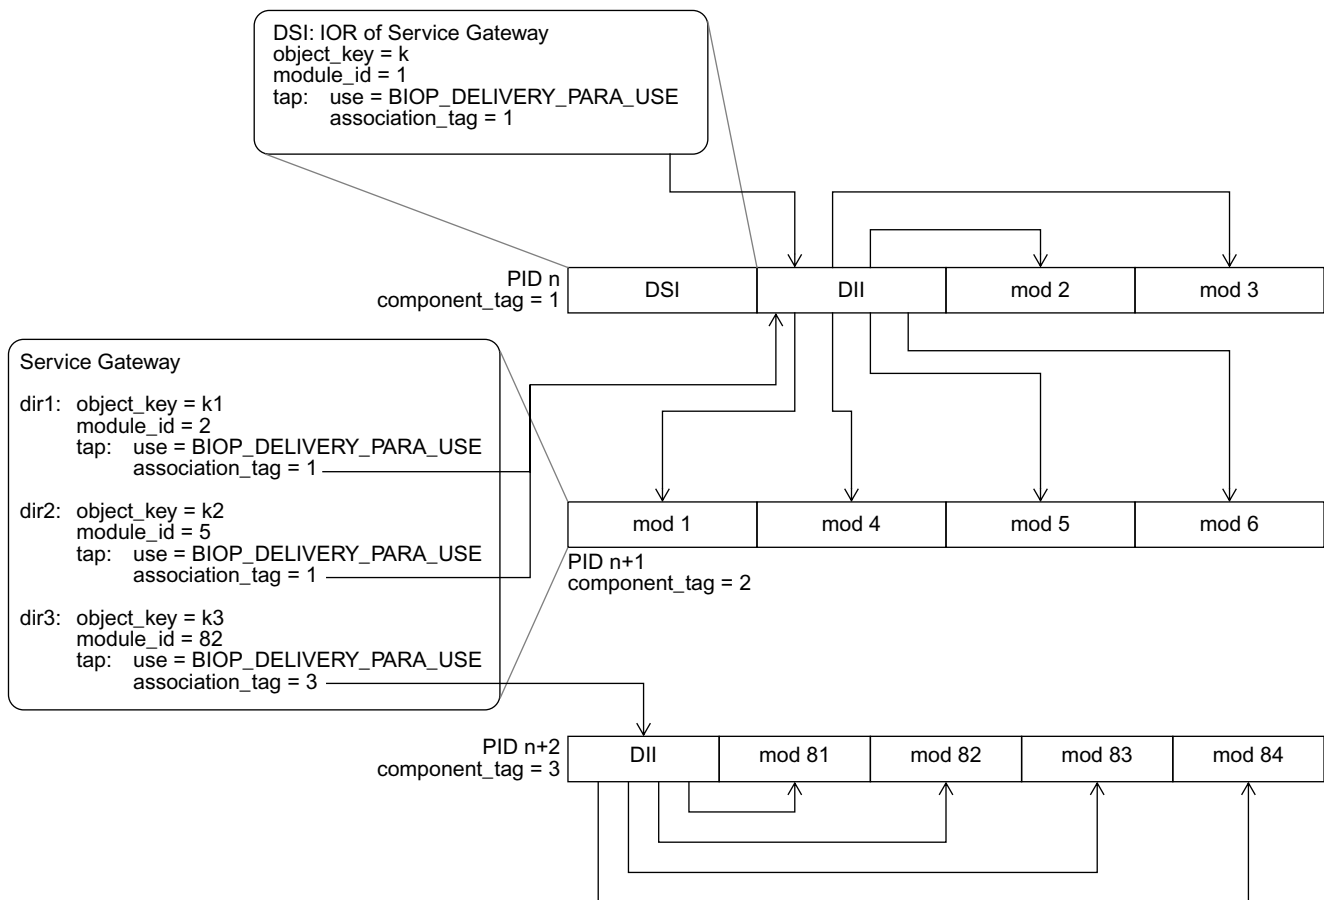 DSI: IOR of Service Gateway
object_key = k
module_id = 1
tap: use = BIOP_DELIVERY_PARA_USE
association_tag = 1
PID n
component_tag = 1
DSI
DII
mod 2
mod 3
Service Gateway
dir1: object_key = k1
module_id = 2
tap: use = BIOP_DELIVERY_PARA_USE
association_tag = 1
dir2: object_key = k2
module_id = 5
tap: use = BIOP_DELIVERY_PARA_USE
association_tag = 1
dir3: object_key = k3
module_id = 82
tap: use = BIOP_DELIVERY_PARA_USE
association_tag = 3
mod 1
mod 4
mod 5
mod 6
PID n+1
component_tag = 2
PID n+2
component_tag = 3
DII
mod 81
mod 82
mod 83
mod 84